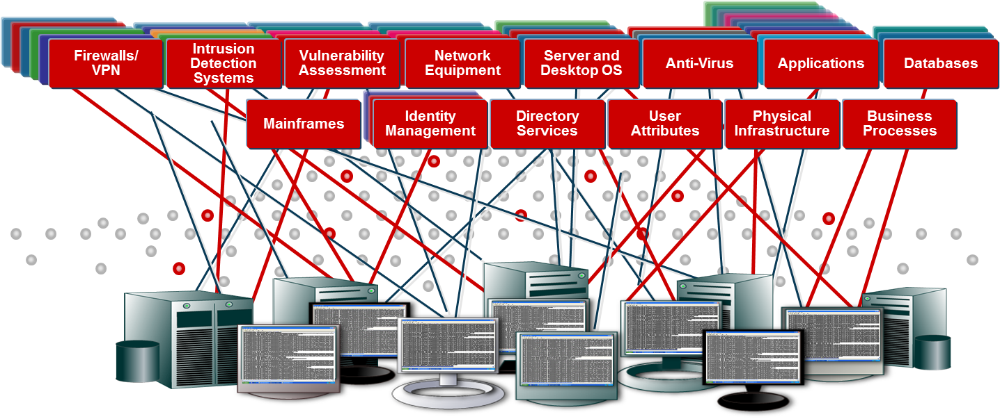 Firewalls/
VPN
Intrusion
Detection
Systems
Vulnerability
Assessment
Network
Equipment
Server and
Desktop OS
Anti-Virus
Applications
Databases
Mainframes
Identity
Management
Directory
Services
User
Attributes
Physical
Infrastructure
Business
Processes